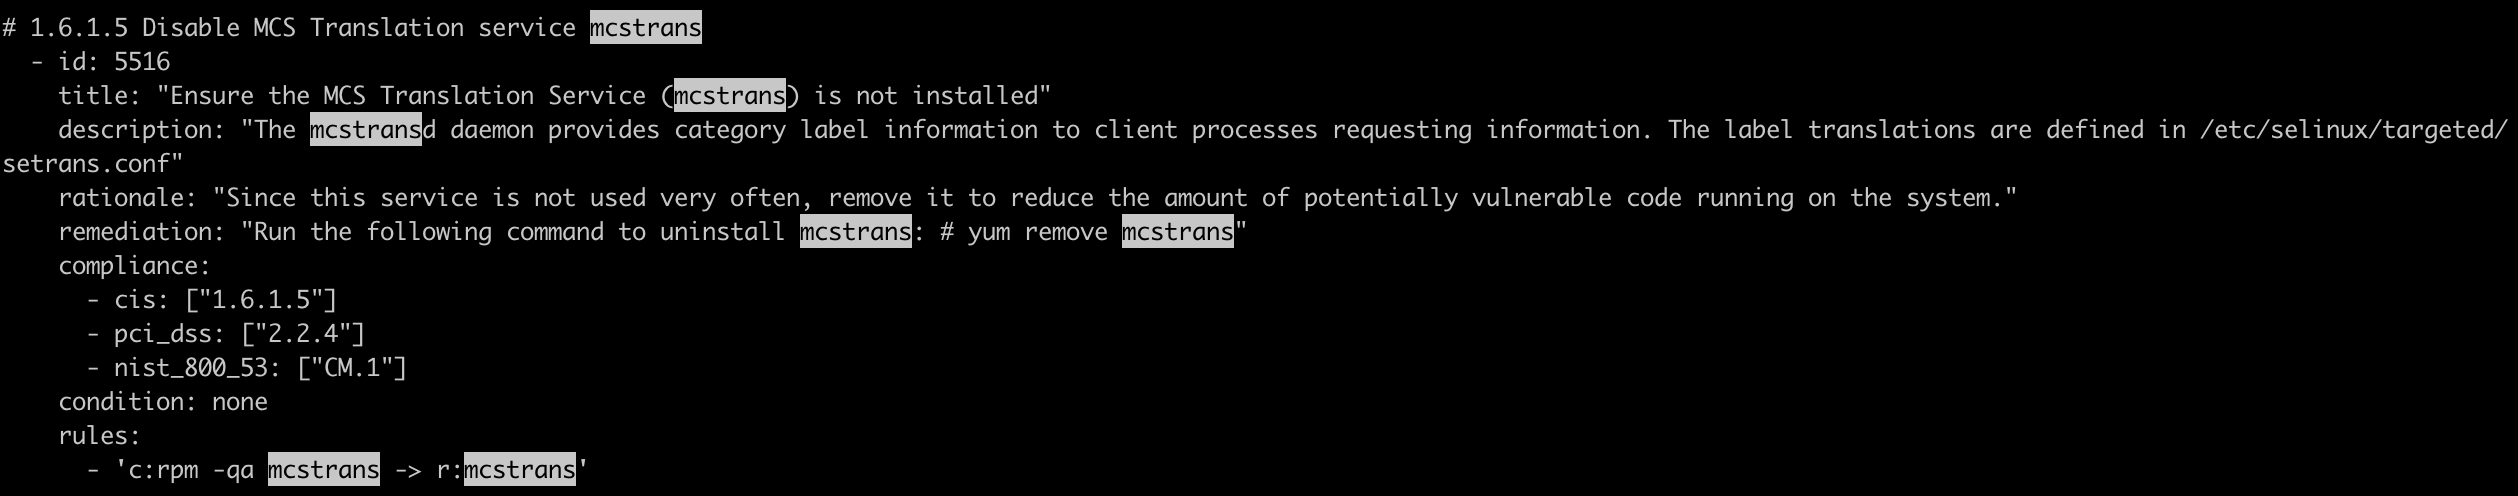 # 1.6.1.5 Disable MCS Translation service mcstrans
  - id: 5516
    title: "Ensure the MCS Translation Service (mcstrans) is not installed"
    description: "The mcstransd daemon provides category label information to client processes requesting information. The label translations are defined in /etc/selinux/targeted/
setrans.conf"
    rationale: "Since this service is not used very often, remove it to reduce the amount of potentially vulnerable code running on the system."
    remediation: "Run the following command to uninstall mcstrans: # yum remove mcstrans"
    compliance:
      - cis: ["1.6.1.5"]
      - pci_dss: ["2.2.4"]
      - nist_800_53: ["CM.1"]
    condition: none
    rules:
      - 'c:rpm -qa mcstrans -> r:mcstrans'